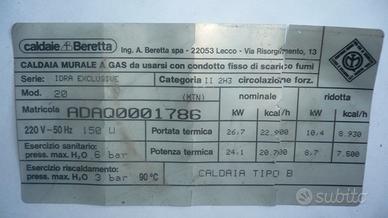 caldaie Beretta Ing. A. Beretta spa - 22053 Lecco - Via Risorgimento, 13
CALDAIA MURALE A GAS da usarsi con condotto fisso di scarico fumi
Serie: IDRA EXCLUSIVE Categoria II 2H3 circolazione forz.
Mod. 20 (MTN) nominale ridotta
Matricola ADAQ0001786 kW kcal/h kW kcal/h
220 V - 50 Hz 150 W Portata termica 26.7 22.900 10.4 8.930
Esercizio sanitario: press. max. H₂O 6 bar Potenza termica 24.1 20.700 8.7 7.500
Esercizio riscaldamento: press. max. H₂O 3 bar 90°C CALDAIA TIPO B
subito